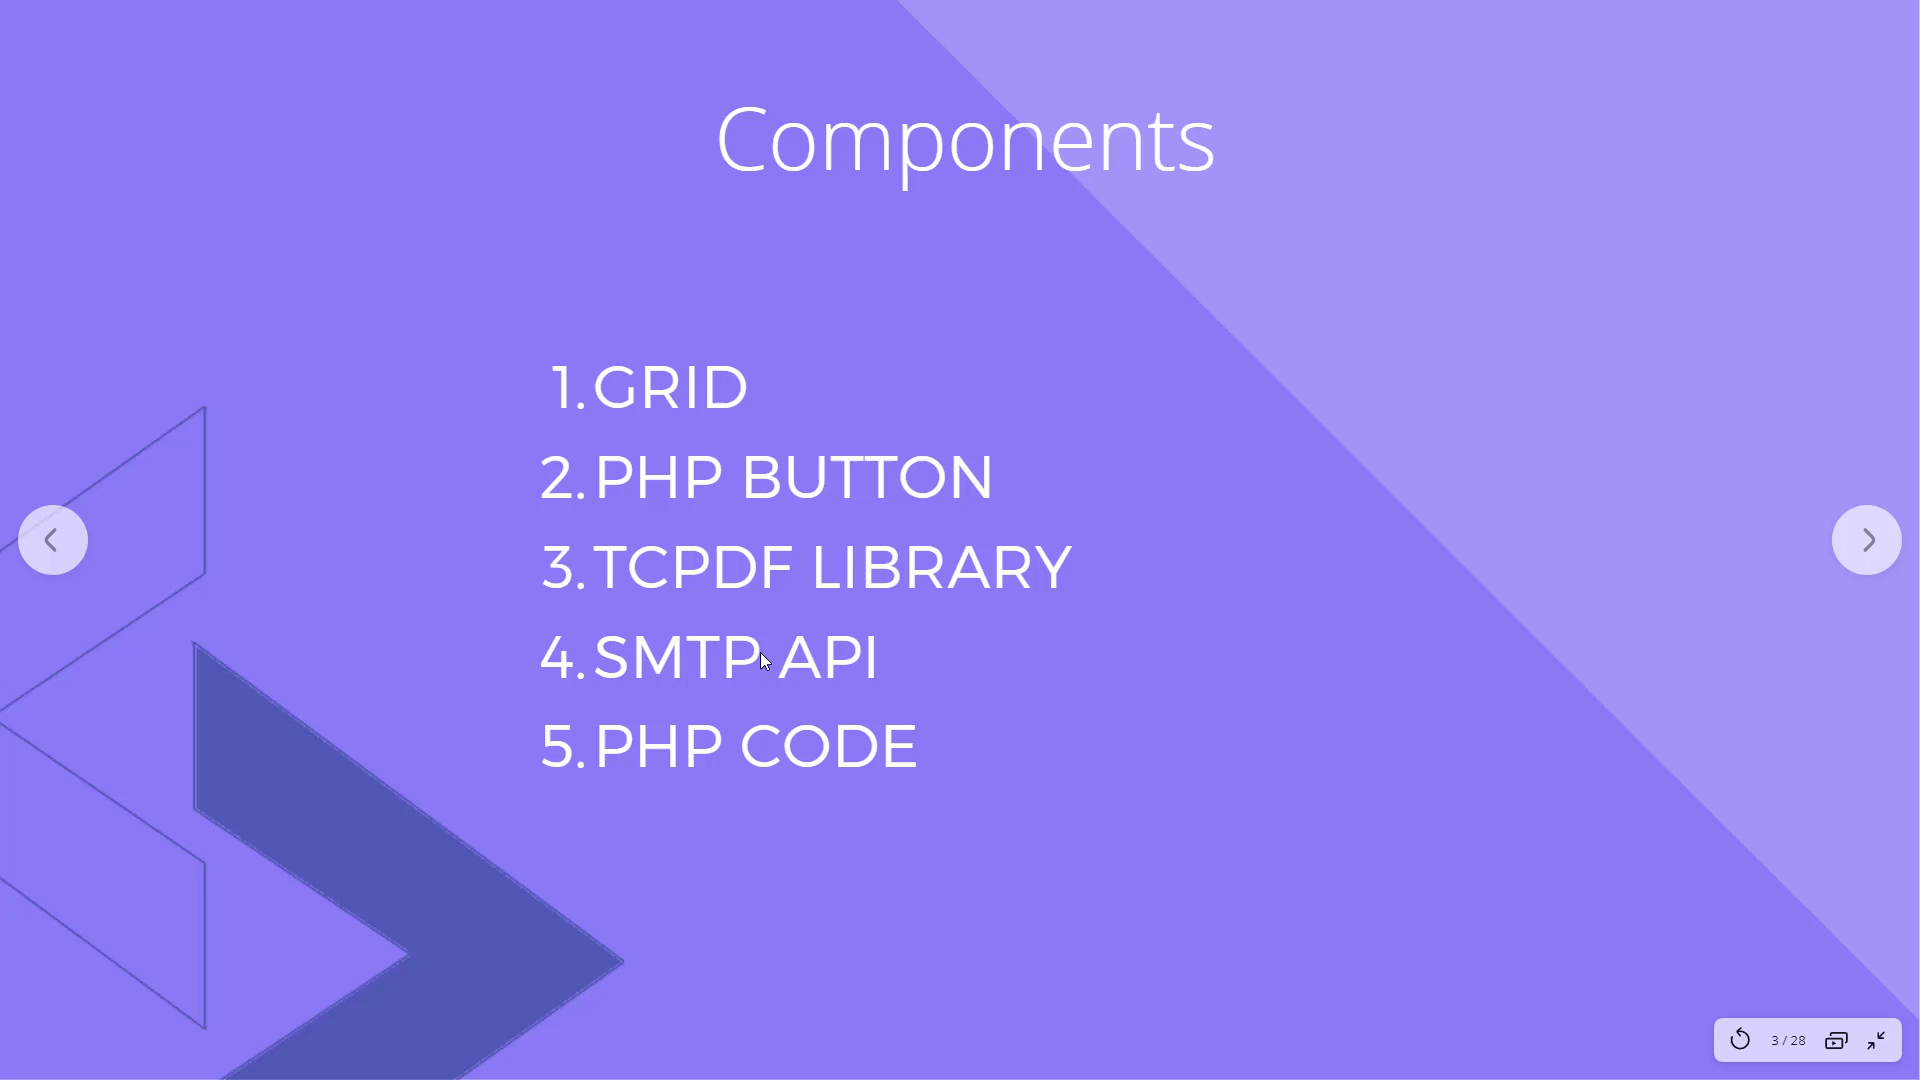 Components
1. GRID
2. PHP BUTTON
3. TCPDF LIBRARY
4. SMTP API
5. PHP CODE
3 / 28